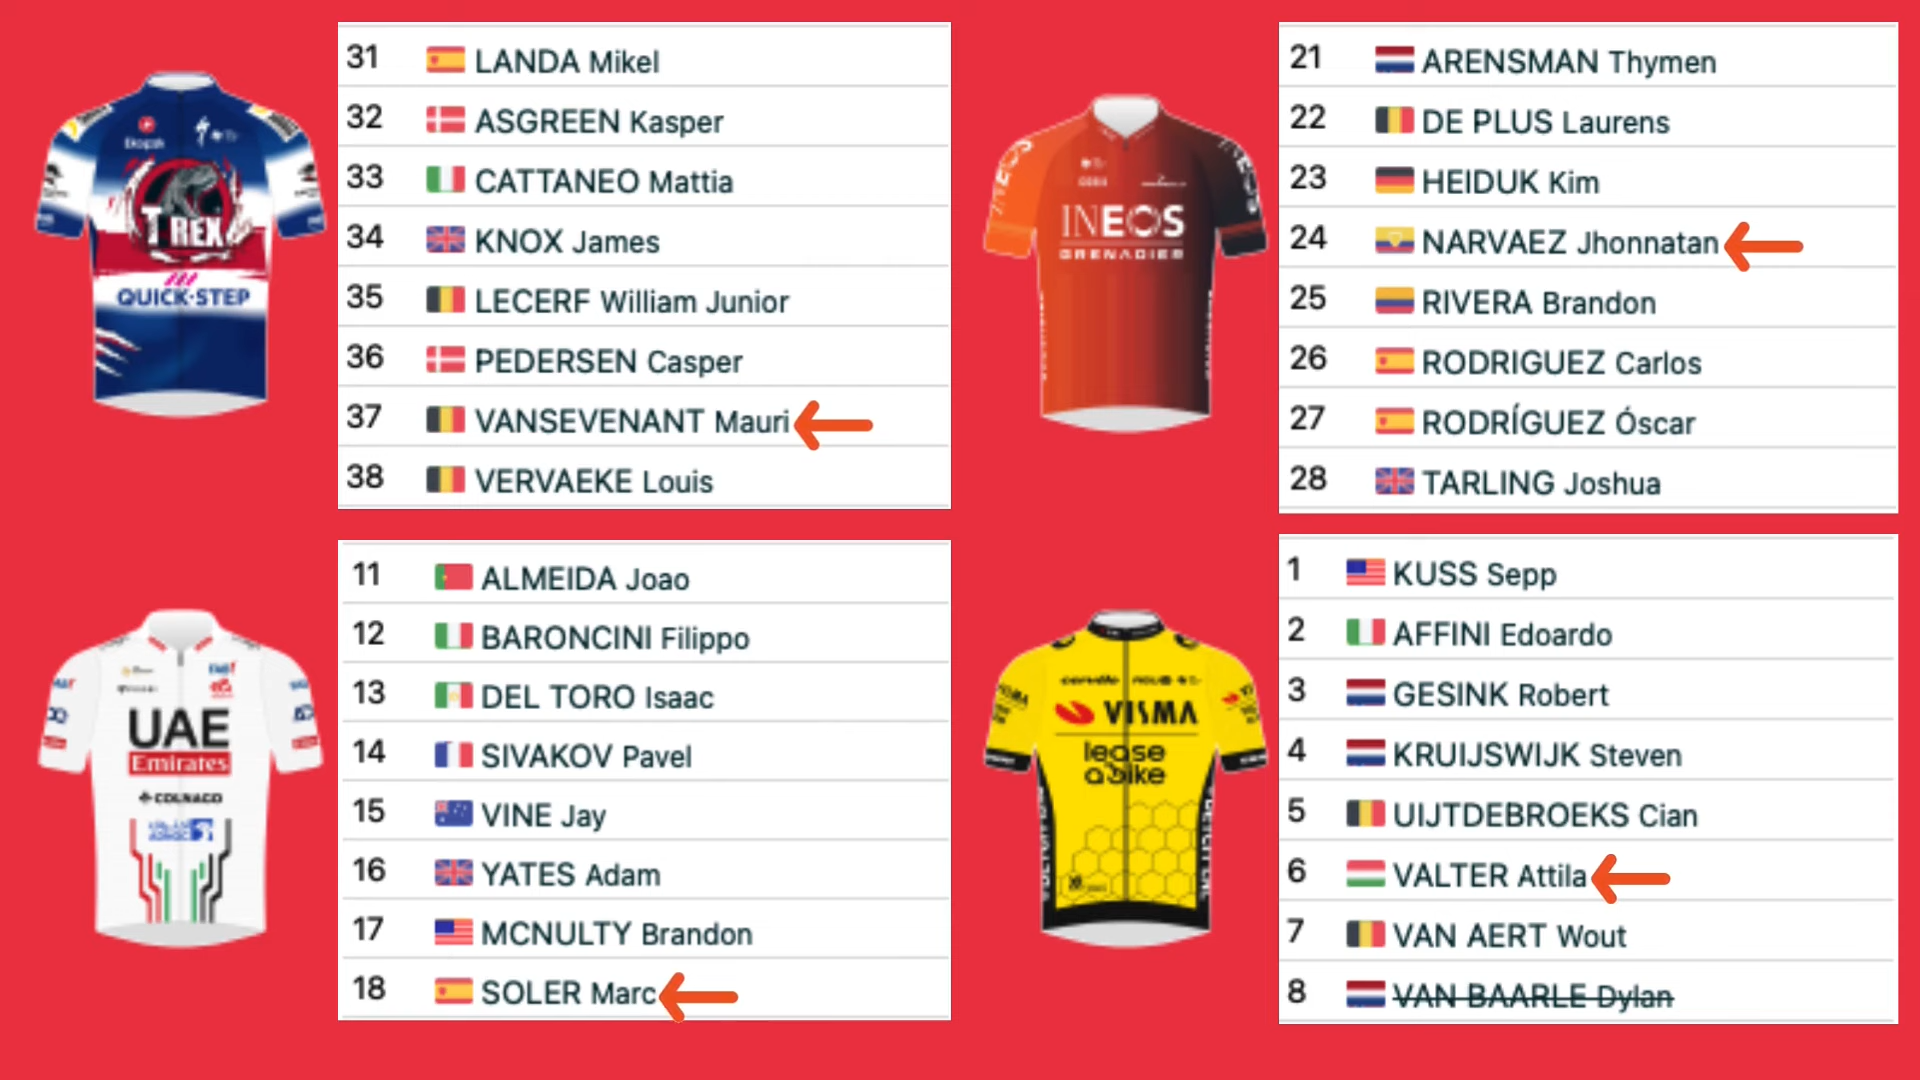 T REX
QUICK-STEP
31 LANDA Mikel
32 ASGREEN Kasper
33 CATTANEO Mattia
34 KNOX James
35 LECERF William Junior
36 PEDERSEN Casper
37 VANSEVENANT Mauri
38 VERVAEKE Louis
INEOS
INEOS
GRENADIER
21 ARENSMAN Thymen
22 DE PLUS Laurens
23 HEIDUK Kim
24 NARVAEZ Jhonnatan
25 RIVERA Brandon
26 RODRIGUEZ Carlos
27 RODRÍGUEZ Óscar
28 TARLING Joshua
UAE
Emirates
COLNAGO
11 ALMEIDA Joao
12 BARONCINI Filippo
13 DEL TORO Isaac
14 SIVAKOV Pavel
15 VINE Jay
16 YATES Adam
17 MCNULTY Brandon
18 SOLER Marc
cervélo
VISMA
lease
a bike
1 KUSS Sepp
2 AFFINI Edoardo
3 GESINK Robert
4 KRUIJSWIJK Steven
5 UIJTDEBROEKS Cian
6 VALTER Attila
7 VAN AERT Wout
8 VAN BAARLE Dylan